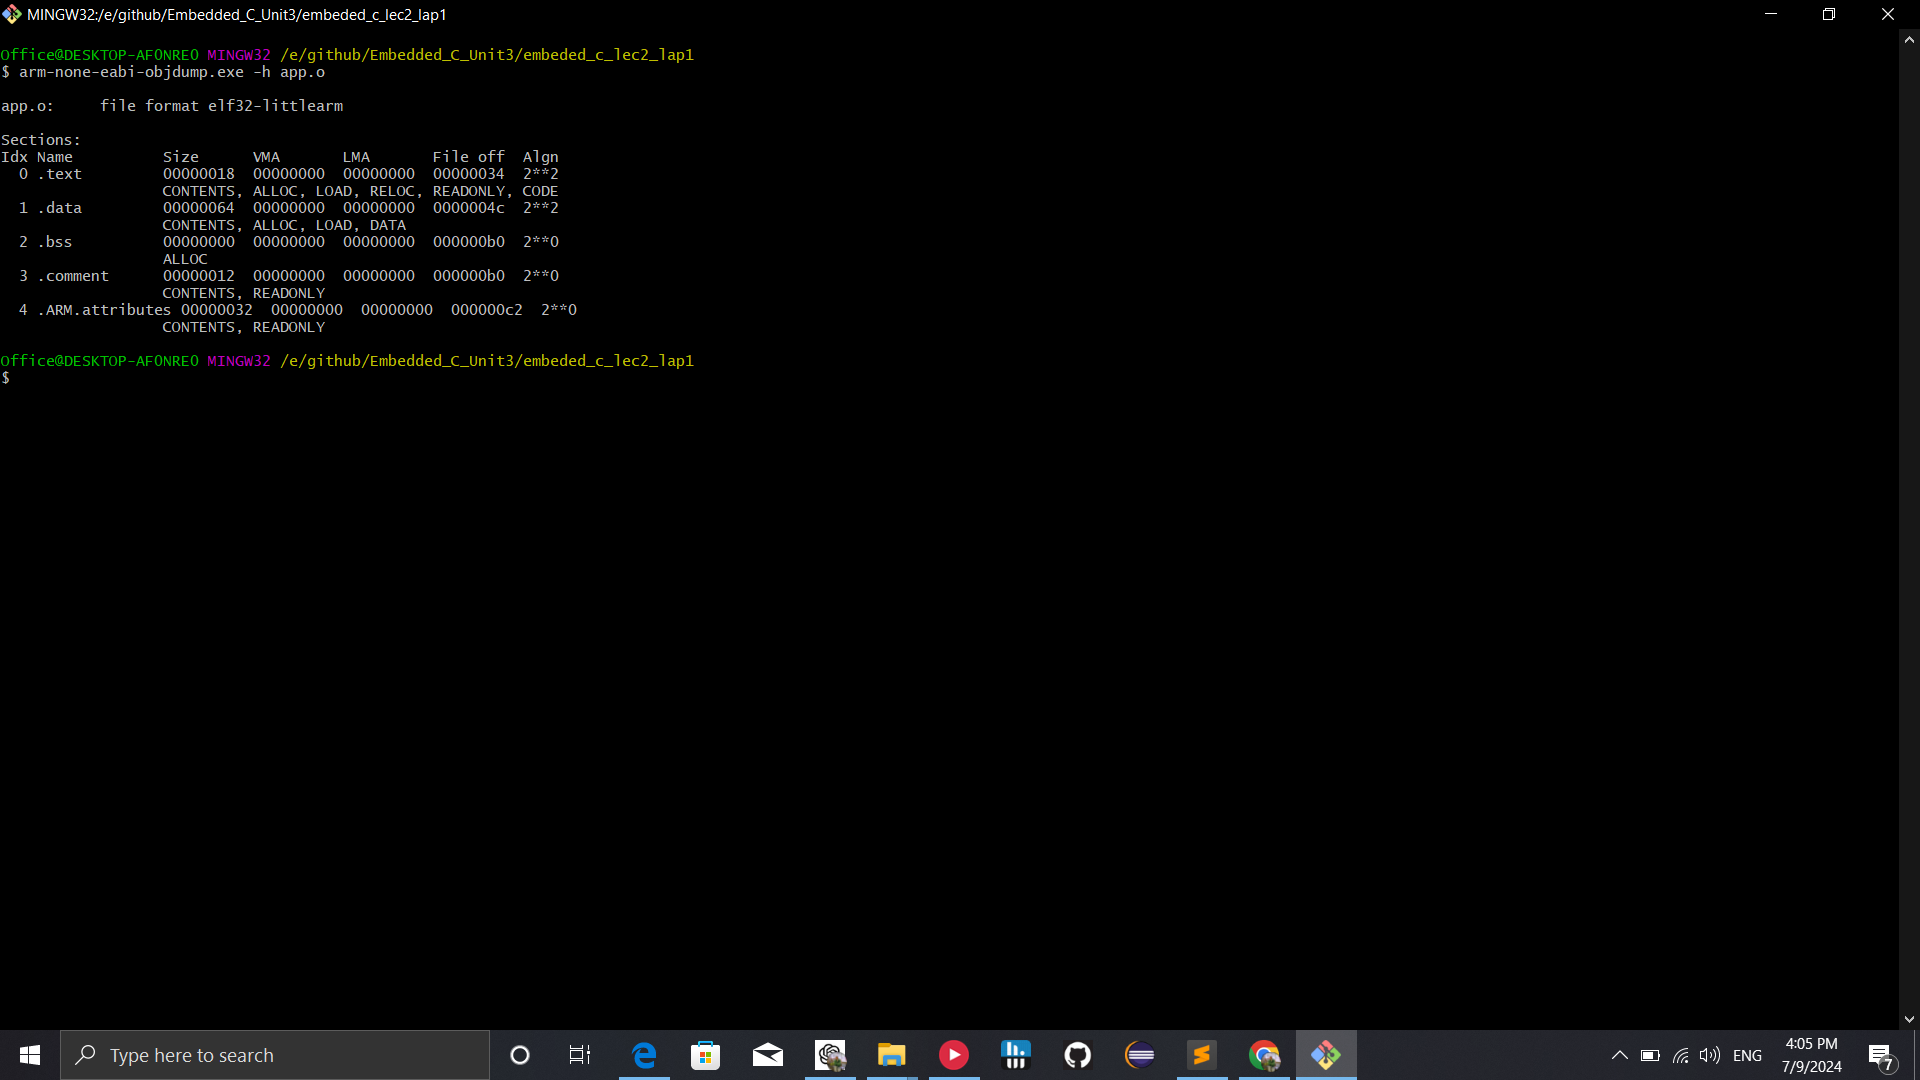 MINGW32:/e/github/Embedded_C_Unit3/embeded_c_lec2_lap1
Office@DESKTOP-AF0NRE0 MINGW32 /e/github/Embedded_C_Unit3/embeded_c_lec2_lap1
$ arm-none-eabi-objdump.exe -h app.o
app.o:     file format elf32-littlearm
Sections:
Idx Name          Size      VMA       LMA       File off  Algn
  0 .text         00000018  00000000  00000000  00000034  2**2
                  CONTENTS, ALLOC, LOAD, RELOC, READONLY, CODE
  1 .data         00000064  00000000  00000000  0000004c  2**2
                  CONTENTS, ALLOC, LOAD, DATA
  2 .bss          00000000  00000000  00000000  000000b0  2**0
                  ALLOC
  3 .comment      00000012  00000000  00000000  000000b0  2**0
                  CONTENTS, READONLY
  4 .ARM.attributes 00000032  00000000  00000000  000000c2  2**0
                  CONTENTS, READONLY
Office@DESKTOP-AF0NRE0 MINGW32 /e/github/Embedded_C_Unit3/embeded_c_lec2_lap1
$
Type here to search
ENG
4:05 PM
7/9/2024
7